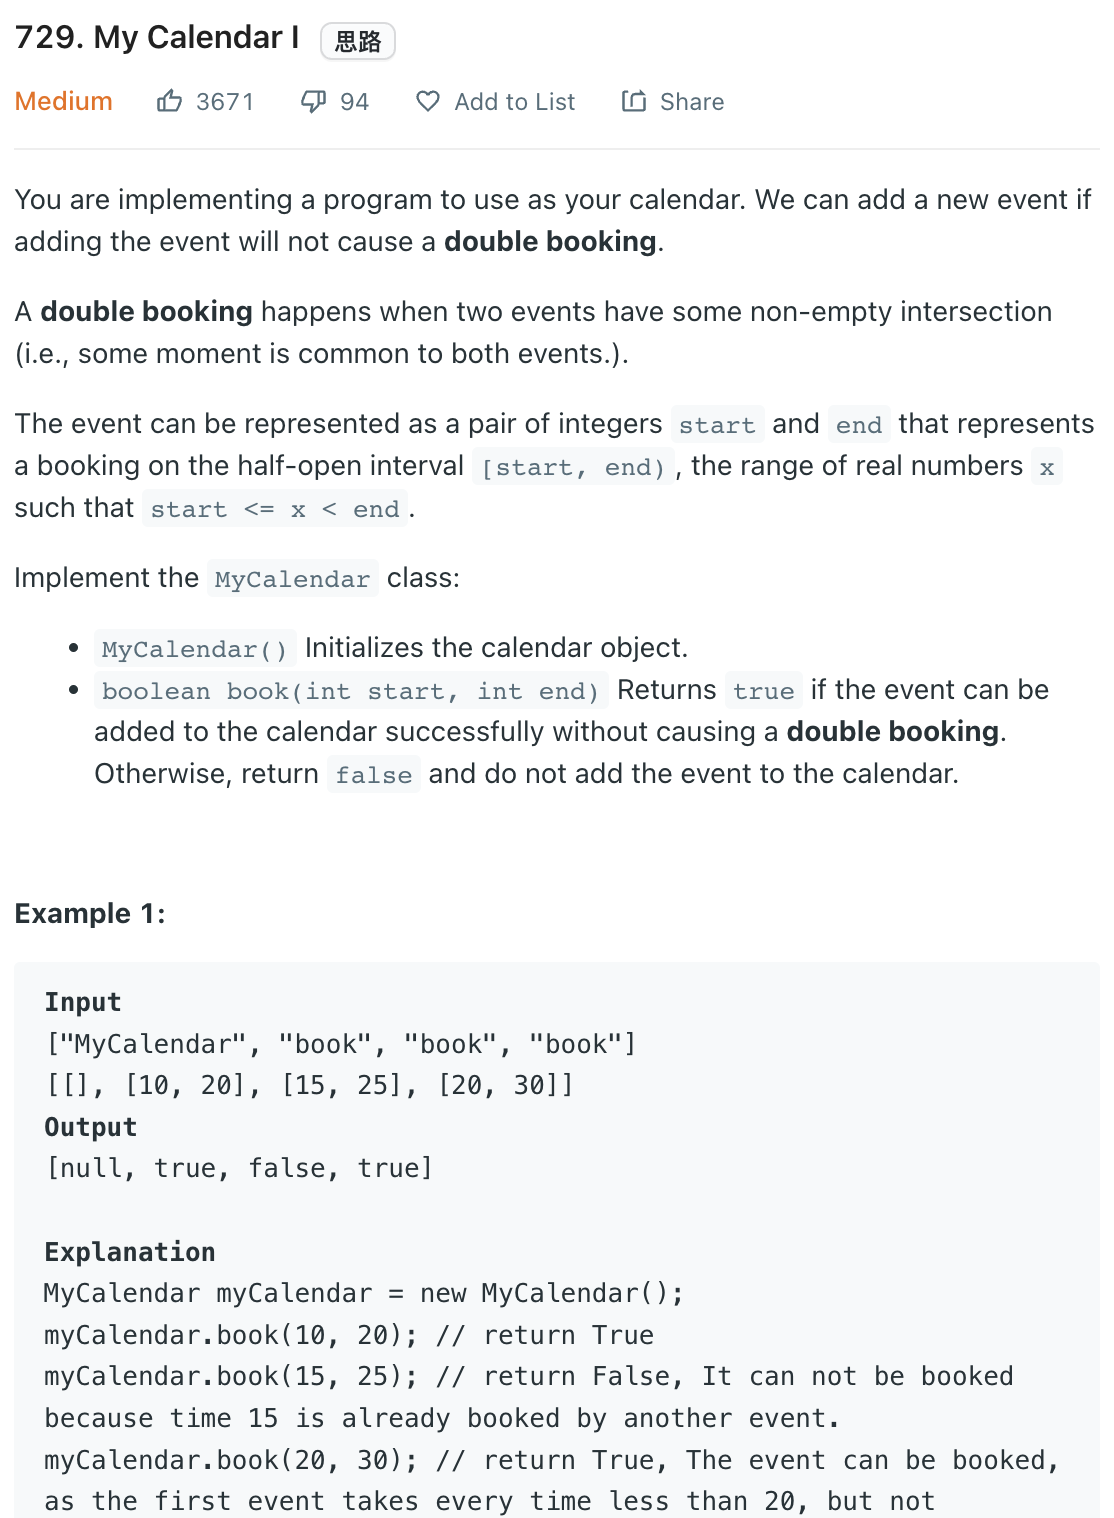 729. My Calendar I 思路
Medium 3671 94 Add to List Share
You are implementing a program to use as your calendar. We can add a new event if
adding the event will not cause a double booking.
A double booking happens when two events have some non-empty intersection
(i.e., some moment is common to both events.).
The event can be represented as a pair of integers start and end that represents
a booking on the half-open interval [start, end), the range of real numbers x
such that start <= x < end.
Implement the MyCalendar class:
• MyCalendar() Initializes the calendar object.
• boolean book(int start, int end) Returns true if the event can be
added to the calendar successfully without causing a double booking.
Otherwise, return false and do not add the event to the calendar.
Example 1:
Input
["MyCalendar", "book", "book", "book"]
[[], [10, 20], [15, 25], [20, 30]]
Output
[null, true, false, true]
Explanation
MyCalendar myCalendar = new MyCalendar();
myCalendar.book(10, 20); // return True
myCalendar.book(15, 25); // return False, It can not be booked
because time 15 is already booked by another event.
myCalendar.book(20, 30); // return True, The event can be booked,
as the first event takes every time less than 20, but not